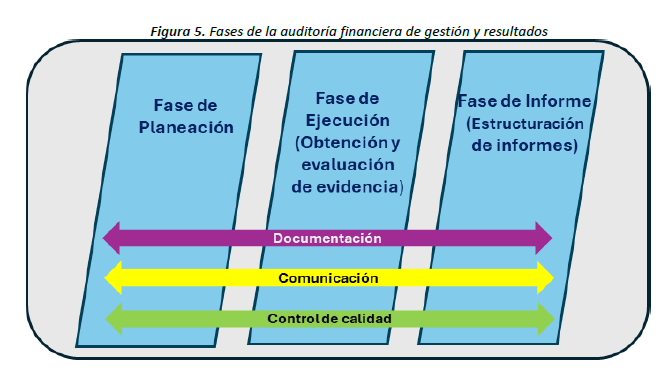 Figura 5. Fases de la auditoría financiera de gestión y resultados
Fase de
Planeación
Fase de
Ejecución
(Obtención y
evaluación
de evidencia)
Fase de Informe
(Estructuración
de informes)
Documentación
Comunicación
Control de calidad